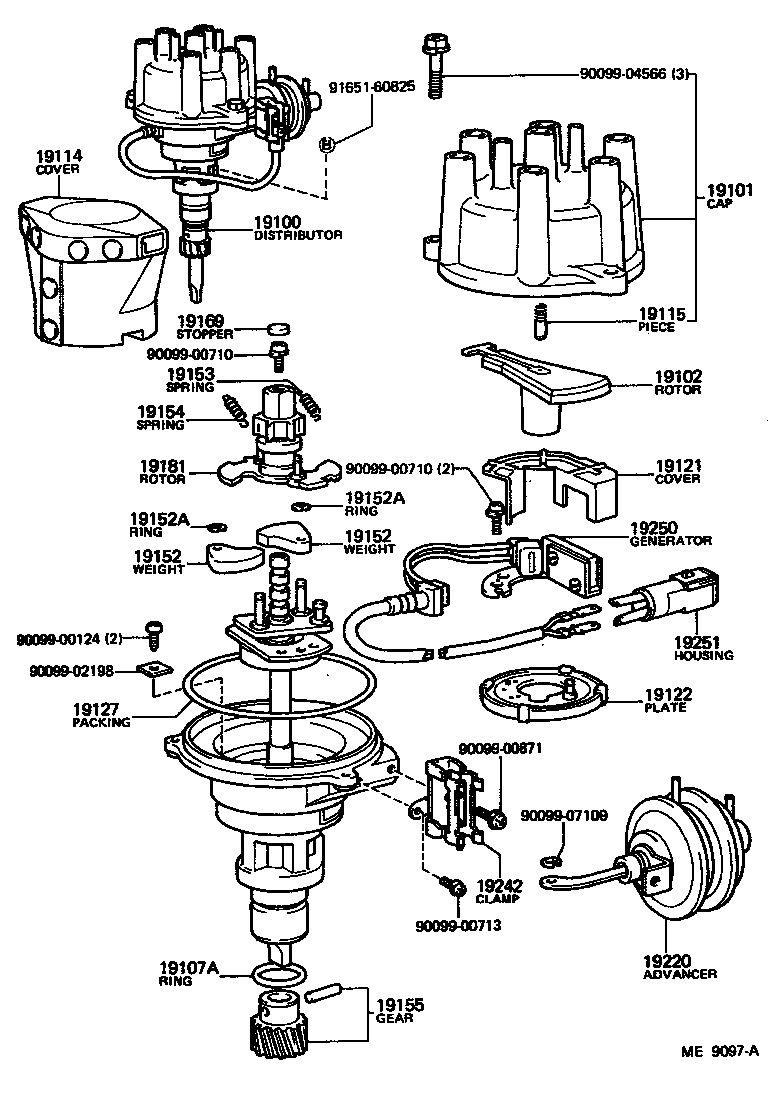 90099-04566 (3)
91651-60825
19114
COVER
19101
CAP
19100
DISTRIBUTOR
19169
STOPPER
19115
PIECE
90099-00710
19153
SPRING
19102
ROTOR
19154
SPRING
19181
ROTOR
90099-00710 (2)
19121
COVER
19152A
RING
19152A
RING
19152
WEIGHT
19250
GENERATOR
19152
WEIGHT
90099-00124 (2)
19251
HOUSING
90099-02198
19122
PLATE
19127
PACKING
90099-00871
90099-07109
19242
CLAMP
90099-00713
19220
ADVANCER
19107A
RING
19155
GEAR
ME 9097-A